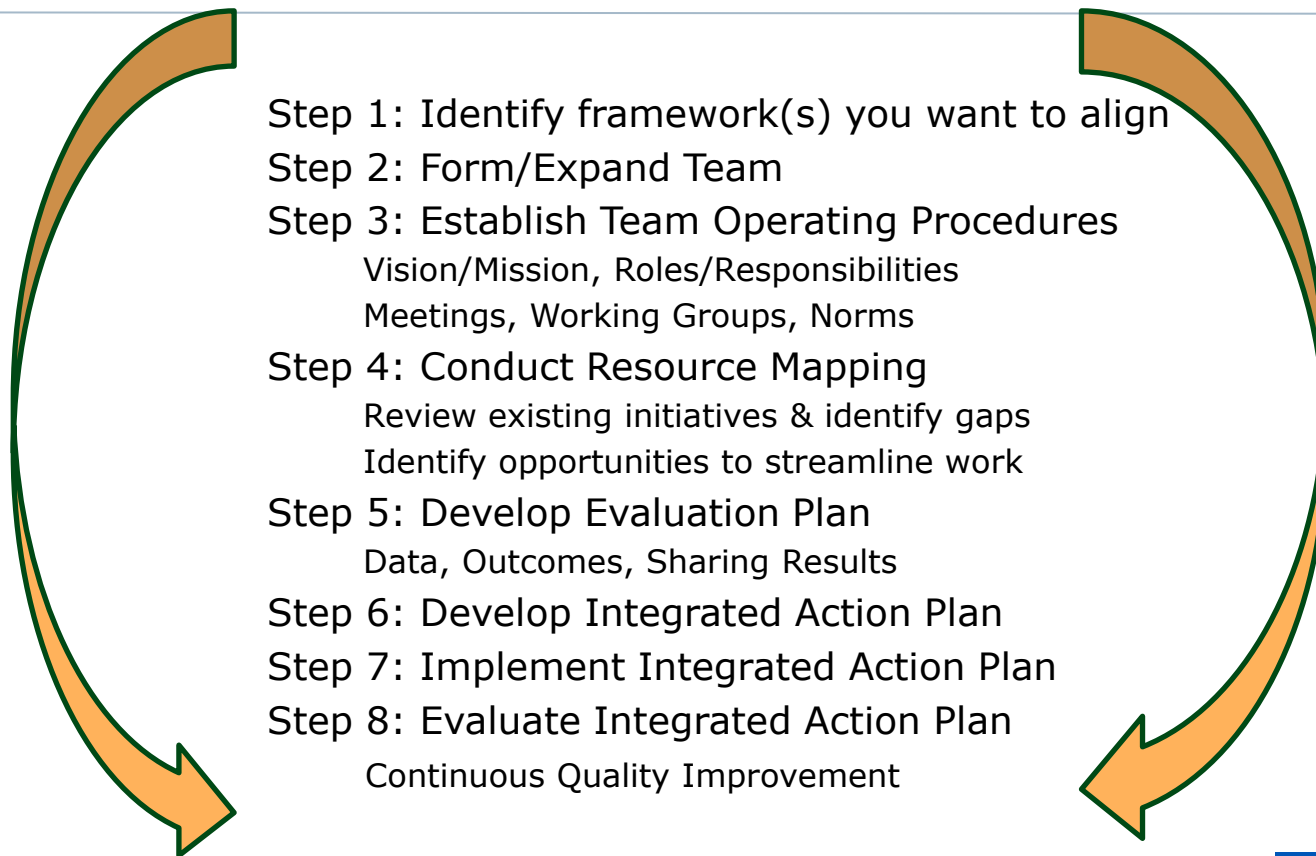 Step 1: Identify framework(s) you want to align
Step 2: Form/Expand Team
Step 3: Establish Team Operating Procedures
Vision/Mission, Roles/Responsibilities
Meetings, Working Groups, Norms
Step 4: Conduct Resource Mapping
Review existing initiatives & identify gaps
Identify opportunities to streamline work
Step 5: Develop Evaluation Plan
Data, Outcomes, Sharing Results
Step 6: Develop Integrated Action Plan
Step 7: Implement Integrated Action Plan
Step 8: Evaluate Integrated Action Plan
Continuous Quality Improvement